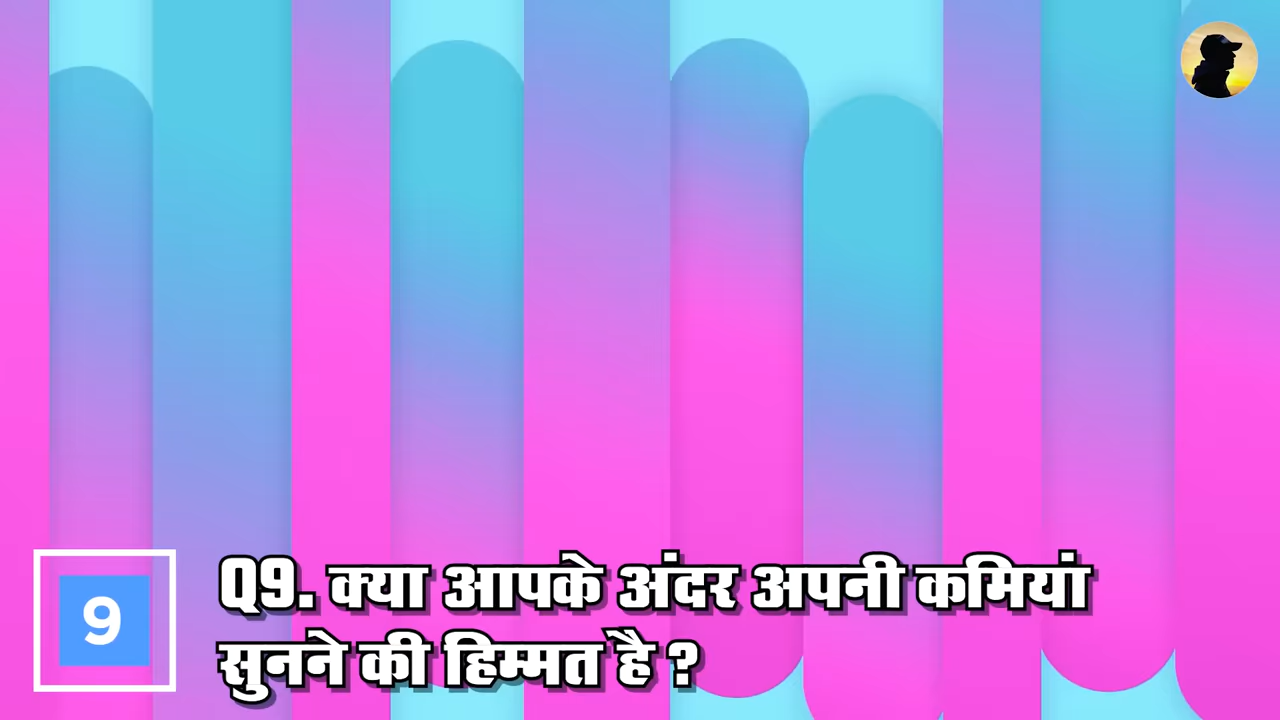 Q9. क्या आपके अंदर अपनी कमियां
सुनने की हिम्मत है ?
9